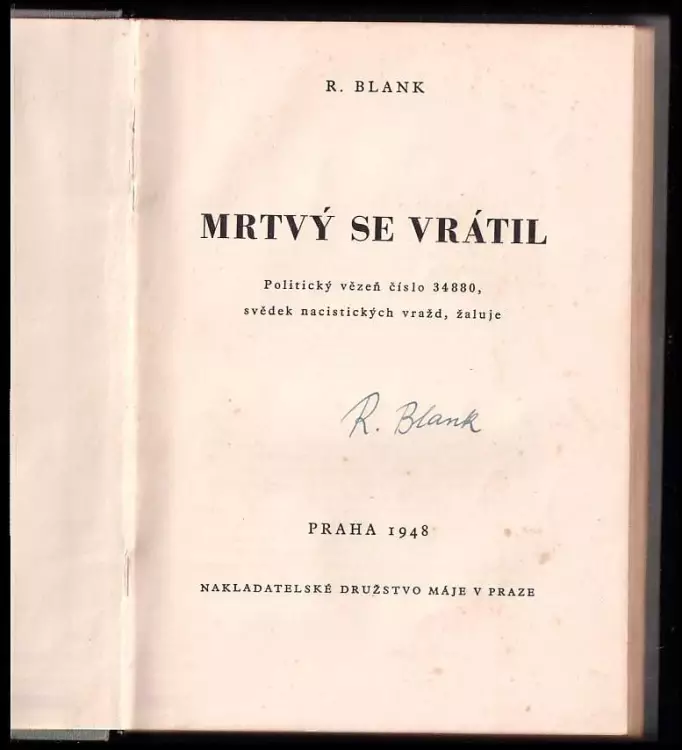 R. BLANK
MRTVÝ SE VRÁTIL
Politický vězeň číslo 34880,
svědek nacistických vražd, žaluje
R. Blank
PRAHA 1948
NAKLADATELSKÉ DRUŽSTVO MÁJE V PRAZE